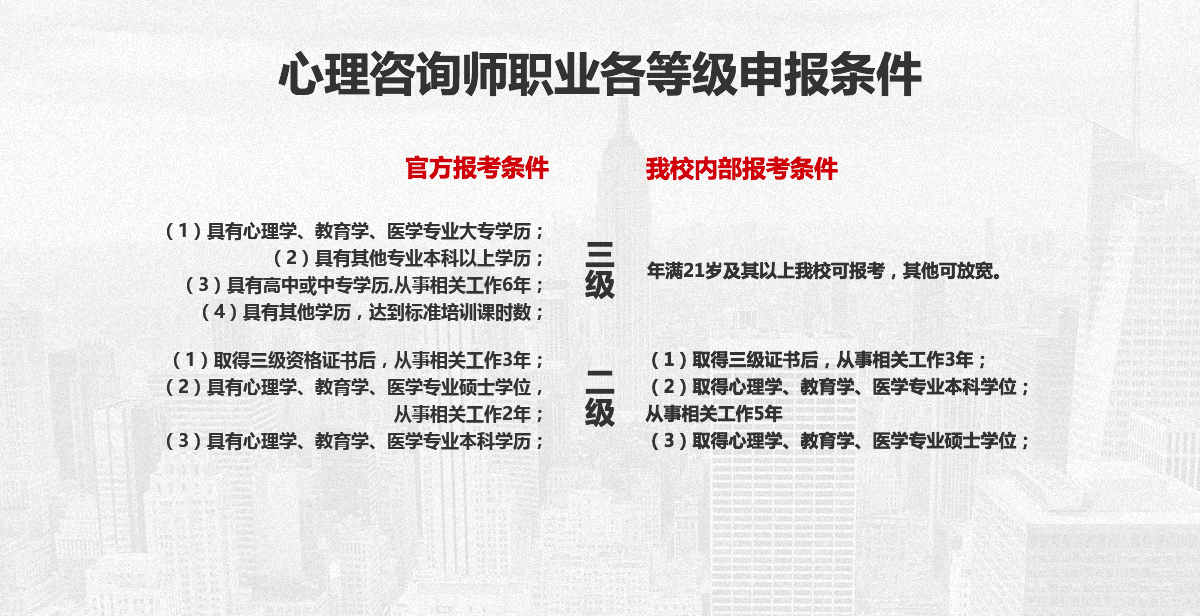 心理咨询师职业各等级申报条件
官方报考条件
我校内部报考条件
（1）具有心理学、教育学、医学专业大专学历；
（2）具有其他专业本科以上学历；
（3）具有高中或中专学历,从事相关工作6年；
（4）具有其他学历，达到标准培训课时数；
三级
年满21岁及其以上我校可报考，其他可放宽。
（1）取得三级资格证书后，从事相关工作3年；
（2）具有心理学、教育学、医学专业硕士学位，
从事相关工作2年；
（3）具有心理学、教育学、医学专业本科学历；
二级
（1）取得三级证书后，从事相关工作3年；
（2）取得心理学、教育学、医学专业本科学位；
从事相关工作5年
（3）取得心理学、教育学、医学专业硕士学位；